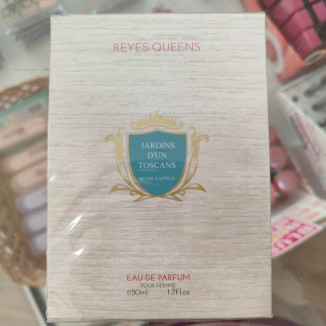 REYES QUEENS
JARDINS
D'UN
TOSCANS
EAU DE PARFUM
POUR FEMME
e50ml 1.7Fl.oz